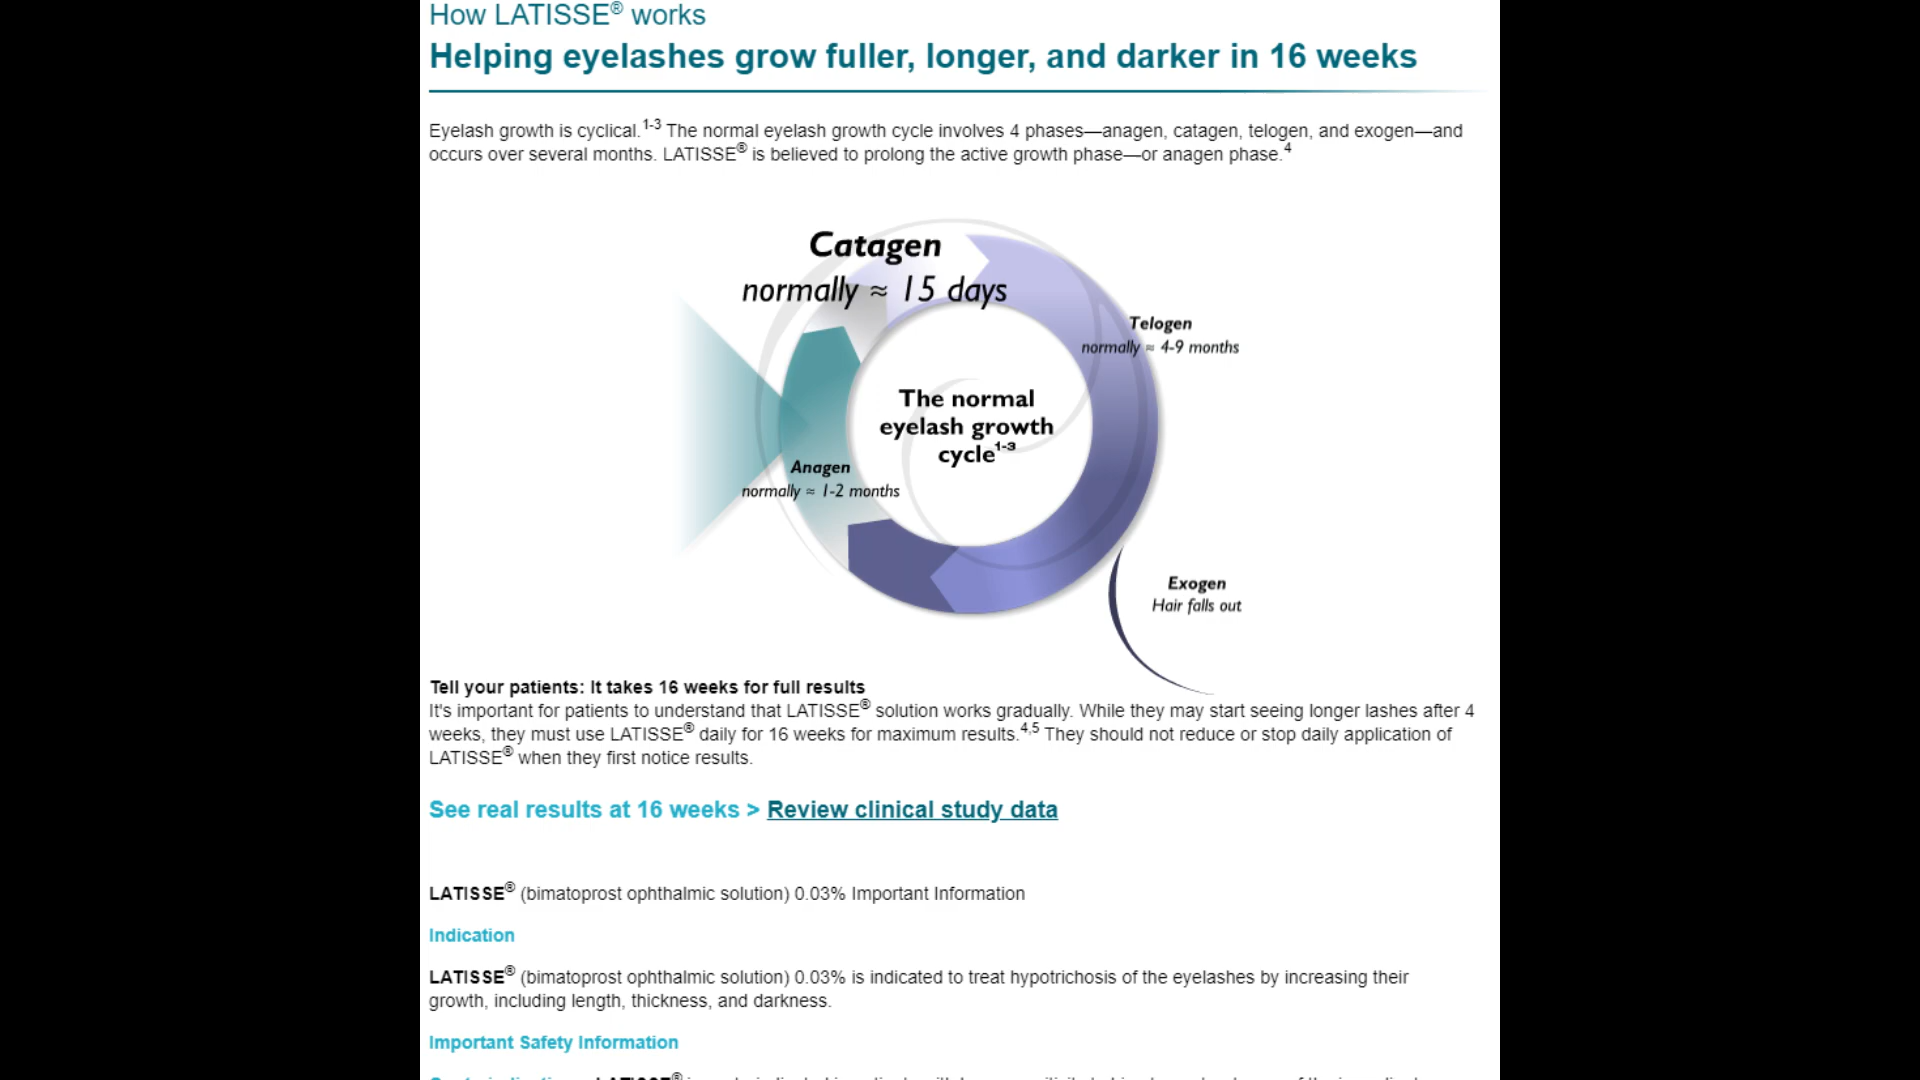 How LATISSE® works
Helping eyelashes grow fuller, longer, and darker in 16 weeks
Eyelash growth is cyclical.1-3 The normal eyelash growth cycle involves 4 phases—anagen, catagen, telogen, and exogen—and
occurs over several months. LATISSE® is believed to prolong the active growth phase—or anagen phase.4
Catagen
normally ≈ 15 days
Telogen
normally ≈ 4-9 months
The normal
eyelash growth
cycle1-3
Anagen
normally ≈ 1-2 months
Exogen
Hair falls out
Tell your patients: It takes 16 weeks for full results
It's important for patients to understand that LATISSE® solution works gradually. While they may start seeing longer lashes after 4
weeks, they must use LATISSE® daily for 16 weeks for maximum results.4,5 They should not reduce or stop daily application of
LATISSE® when they first notice results.
See real results at 16 weeks > Review clinical study data
LATISSE® (bimatoprost ophthalmic solution) 0.03% Important Information
Indication
LATISSE® (bimatoprost ophthalmic solution) 0.03% is indicated to treat hypotrichosis of the eyelashes by increasing their
growth, including length, thickness, and darkness.
Important Safety Information